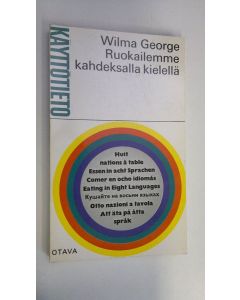 KÄYTTÖTIETO
Wilma George
Ruokailemme
kahdeksalla kielellä
Huit
nations à table
Essen in acht Sprachen
Comer en ocho idiomas
Eating in Eight Languages
Кушайте на восьми языках
Otto nazioni a tavola
Att äta på åtta
språk
OTAVA